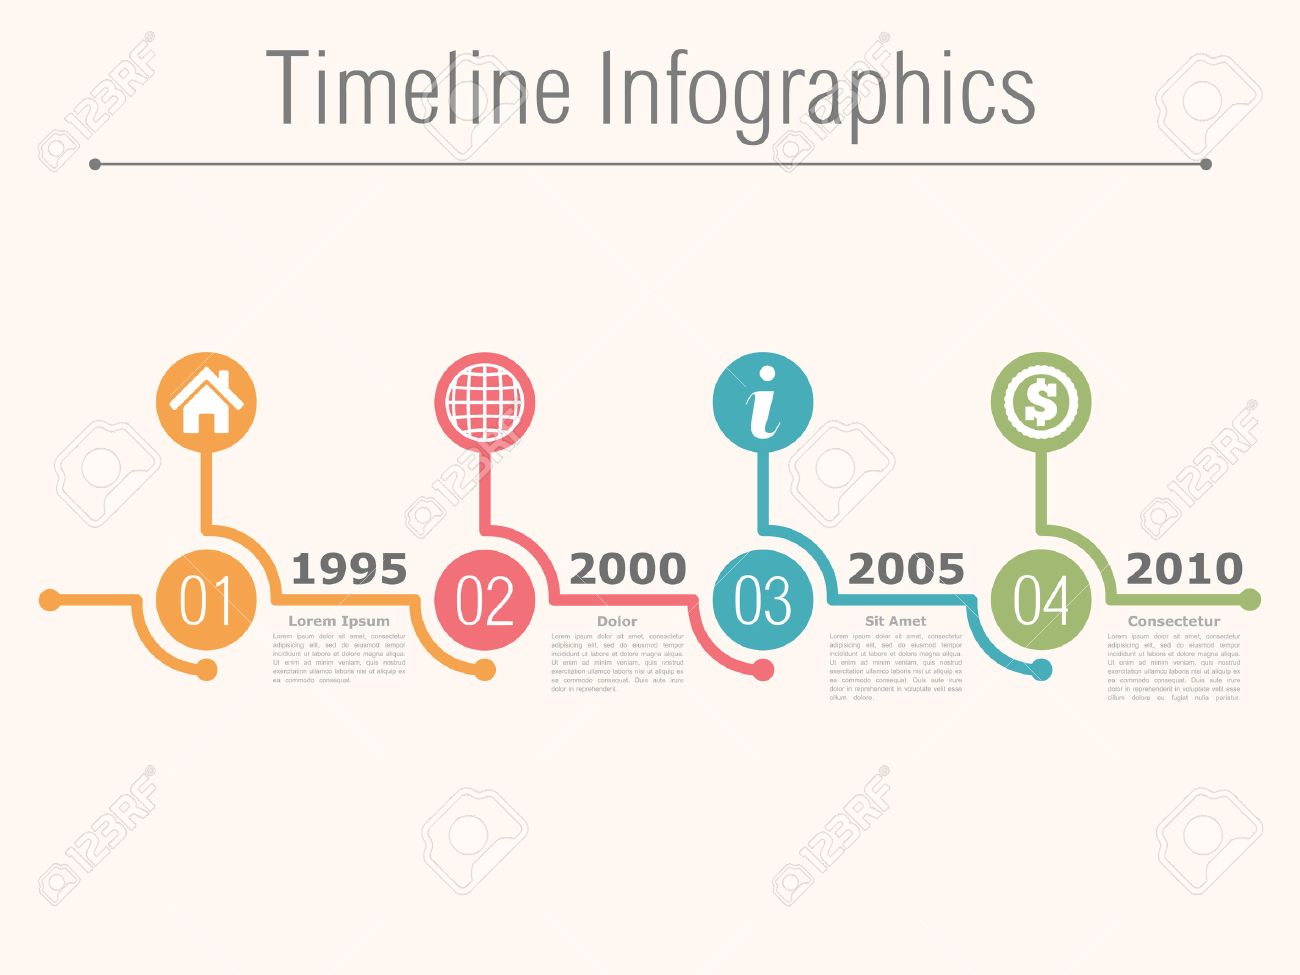 Timeline Infographics
01
1995
Lorem Ipsum
Lorem ipsum dolor sit amet, consectetur
adipisicing elit, sed do eiusmod tempor
incididunt ut labore et dolore magna aliqua.
Ut enim ad minim veniam, quis nostrud
exercitation ullamco laboris nisi ut aliquip ex
ea commodo consequat.
02
2000
Dolor
Lorem ipsum dolor sit amet, consectetur
adipisicing elit, sed do eiusmod tempor
incididunt ut labore et dolore magna aliqua.
Ut enim ad minim veniam, quis nostrud
exercitation ullamco laboris nisi ut aliquip ex
ea commodo consequat. Duis aute irure
dolor in reprehenderit.
03
2005
Sit Amet
Lorem ipsum dolor sit amet, consectetur
adipisicing elit, sed do eiusmod tempor
incididunt ut labore et dolore magna aliqua.
Ut enim ad minim veniam, quis nostrud
exercitation ullamco laboris nisi ut aliquip ex
ea commodo consequat. Duis aute irure
dolor in reprehenderit in voluptate velit esse
cillum dolore.
04
2010
Consectetur
Lorem ipsum dolor sit amet, consectetur
adipisicing elit, sed do eiusmod tempor
incididunt ut labore et dolore magna aliqua.
Ut enim ad minim veniam, quis nostrud
exercitation ullamco laboris nisi ut aliquip ex
ea commodo consequat. Duis aute irure
dolor in reprehenderit in voluptate velit esse
cillum dolore eu fugiat nulla pariatur.
123RF
123RF
123RF
123RF
123RF
123RF